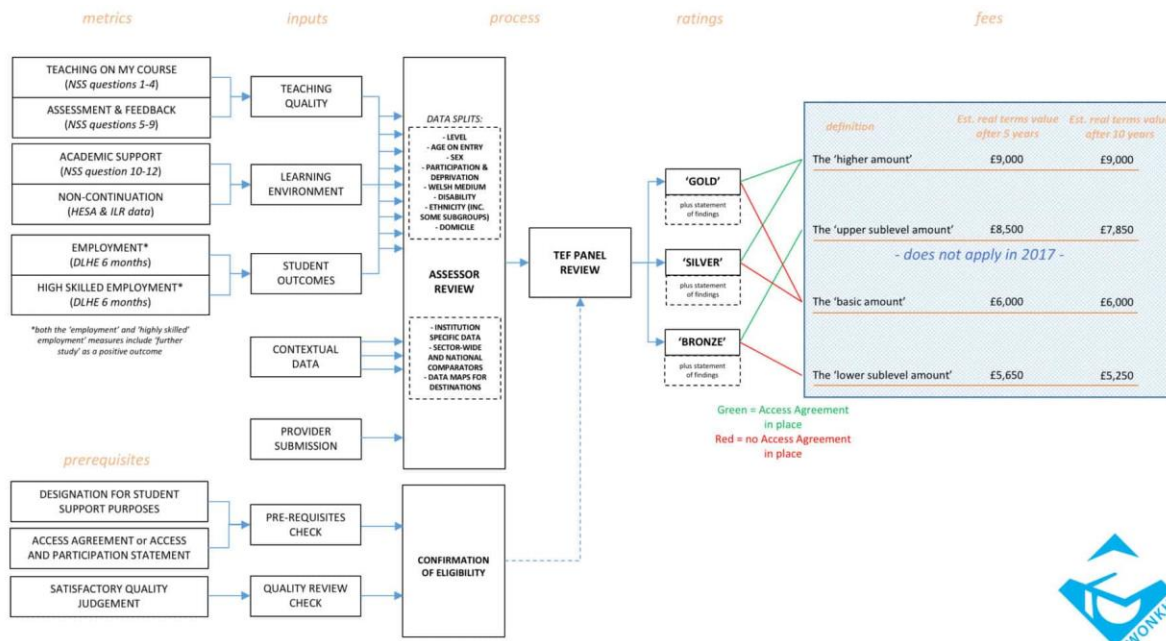 metrics
inputs
process
ratings
fees
TEACHING ON MY COURSE
(NSS questions 1-4)
ASSESSMENT & FEEDBACK
(NSS questions 5-9)
ACADEMIC SUPPORT
(NSS question 10-12)
NON-CONTINUATION
(HESA & ILR data)
EMPLOYMENT*
(DLHE 6 months)
HIGH SKILLED EMPLOYMENT*
(DLHE 6 months)
*both the 'employment' and 'highly skilled'
employment' measures include 'further
study' as a positive outcome
TEACHING
QUALITY
LEARNING
ENVIRONMENT
STUDENT
OUTCOMES
CONTEXTUAL
DATA
PROVIDER
SUBMISSION
DATA SPLITS:
- LEVEL
- AGE ON ENTRY
- SEX
- PARTICIPATION &
DEPRIVATION
- WELSH MEDIUM
- DISABILITY
- ETHNICITY (INC.
SOME SUBGROUPS)
- DOMICILE
ASSESSOR
REVIEW
- INSTITUTION
SPECIFIC DATA
- SECTOR-WIDE
AND NATIONAL
COMPARATORS
- DATA MAPS FOR
DESTINATIONS
TEF PANEL
REVIEW
'GOLD'
plus statement
of findings
'SILVER'
plus statement
of findings
'BRONZE'
plus statement
of findings
Green = Access Agreement
in place
Red = no Access Agreement
in place
definition
Est. real terms value
after 5 years
Est. real terms value
after 10 years
The 'higher amount' £9,000 £9,000
The 'upper sublevel amount' £8,500 £7,850
- does not apply in 2017 -
The 'basic amount' £6,000 £6,000
The 'lower sublevel amount' £5,650 £5,250
prerequisites
DESIGNATION FOR STUDENT
SUPPORT PURPOSES
ACCESS AGREEMENT or ACCESS
AND PARTICIPATION STATEMENT
SATISFACTORY QUALITY
JUDGEMENT
PRE-REQUISITES
CHECK
QUALITY REVIEW
CHECK
CONFIRMATION
OF ELIGIBILITY